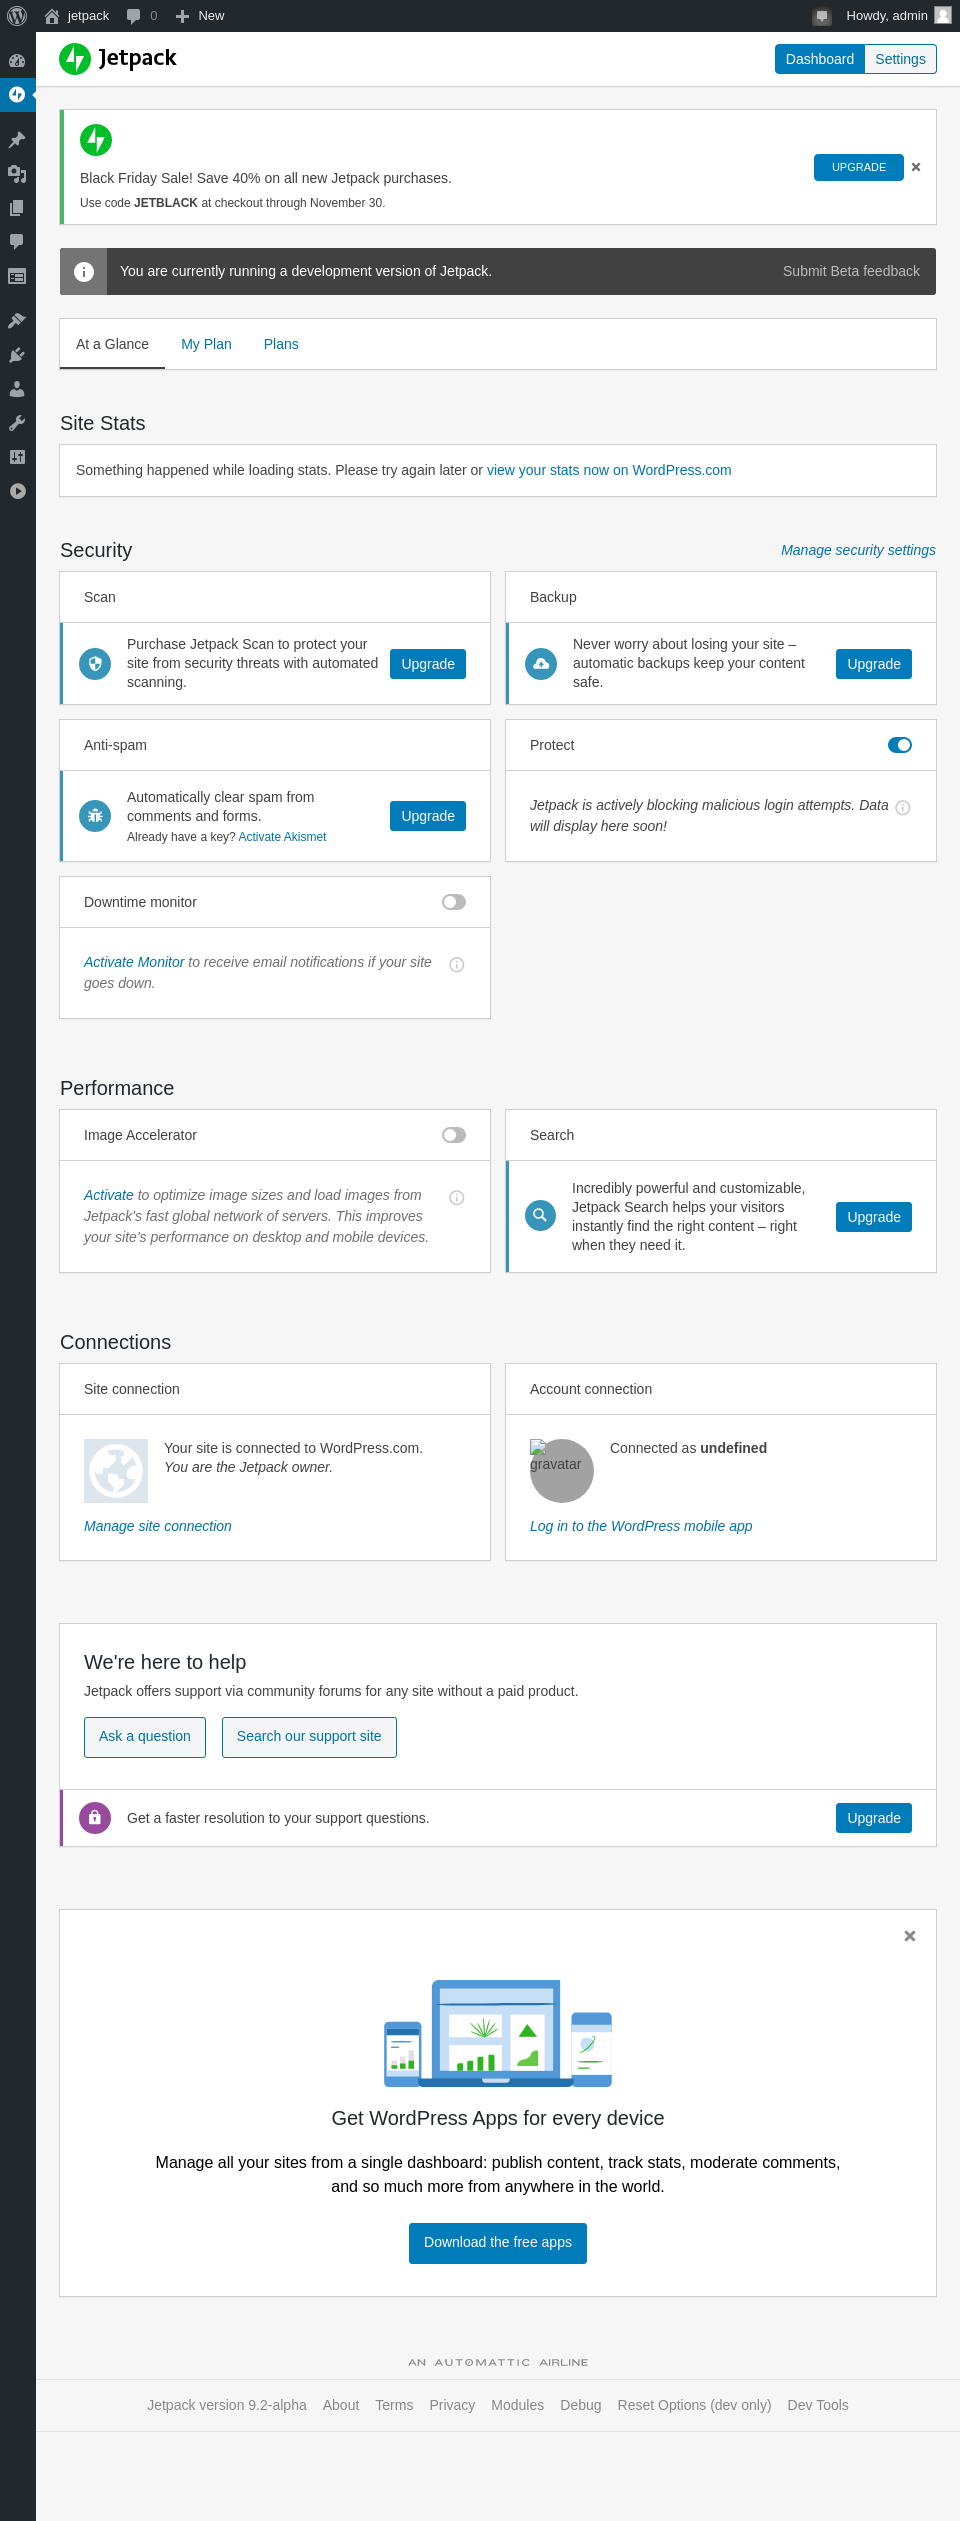 jetpack 0 New Howdy, admin
Jetpack Dashboard Settings
Black Friday Sale! Save 40% on all new Jetpack purchases.
UPGRADE
Use code JETBLACK at checkout through November 30.
You are currently running a development version of Jetpack. Submit Beta feedback
At a Glance My Plan Plans
Site Stats
Something happened while loading stats. Please try again later or view your stats now on WordPress.com
Security Manage security settings
Scan
Purchase Jetpack Scan to protect your
site from security threats with automated
scanning.
Upgrade
Backup
Never worry about losing your site –
automatic backups keep your content
safe.
Upgrade
Anti-spam
Automatically clear spam from
comments and forms.
Already have a key? Activate Akismet
Upgrade
Protect
Jetpack is actively blocking malicious login attempts. Data
will display here soon!
Downtime monitor
Activate Monitor to receive email notifications if your site
goes down.
Performance
Image Accelerator
Activate to optimize image sizes and load images from
Jetpack's fast global network of servers. This improves
your site's performance on desktop and mobile devices.
Search
Incredibly powerful and customizable,
Jetpack Search helps your visitors
instantly find the right content – right
when they need it.
Upgrade
Connections
Site connection
Your site is connected to WordPress.com.
You are the Jetpack owner.
Manage site connection
Account connection
gravatar
Connected as undefined
Log in to the WordPress mobile app
We're here to help
Jetpack offers support via community forums for any site without a paid product.
Ask a question Search our support site
Get a faster resolution to your support questions. Upgrade
Get WordPress Apps for every device
Manage all your sites from a single dashboard: publish content, track stats, moderate comments,
and so much more from anywhere in the world.
Download the free apps
AN AUTOMATTIC AIRLINE
Jetpack version 9.2-alpha About Terms Privacy Modules Debug Reset Options (dev only) Dev Tools